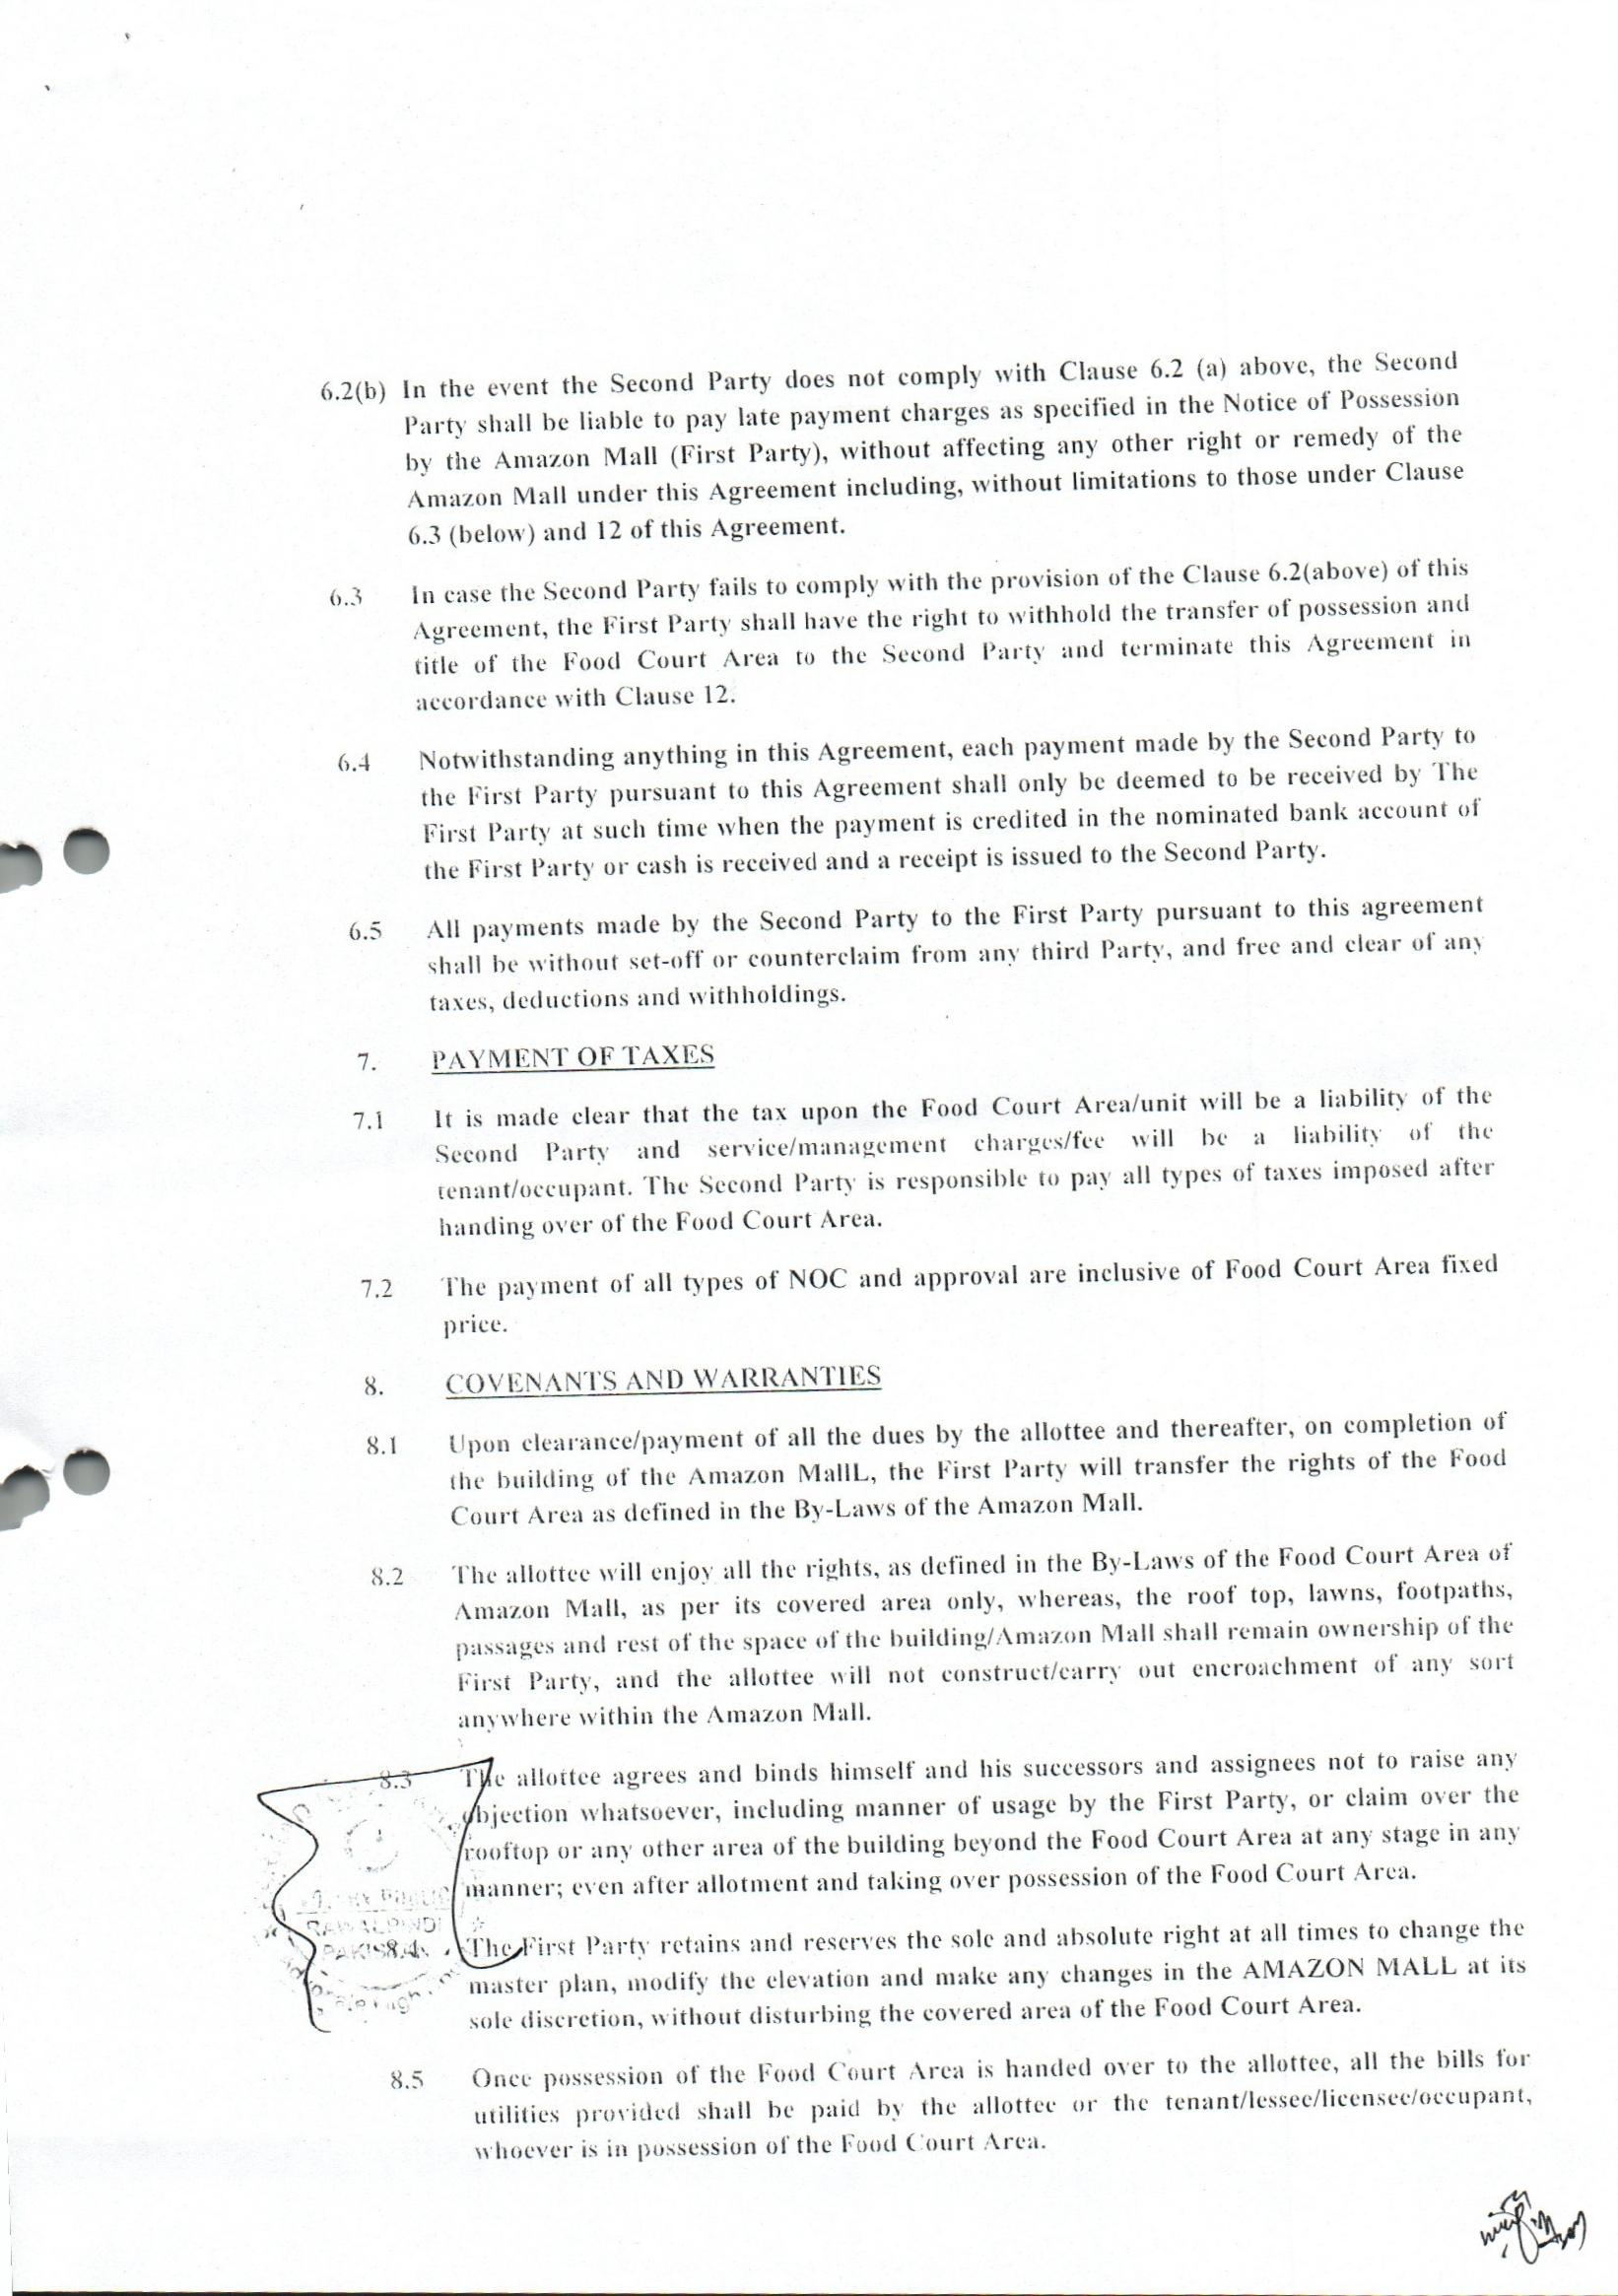 6.2(b) In the event the Second Party does not comply with Clause 6.2 (a) above, the Second
Party shall be liable to pay late payment charges as specified in the Notice of Possession
by the Amazon Mall (First Party), without affecting any other right or remedy of the
Amazon Mall under this Agreement including, without limitations to those under Clause
6.3 (below) and 12 of this Agreement.
6.3 In case the Second Party fails to comply with the provision of the Clause 6.2(above) of this
Agreement, the First Party shall have the right to withhold the transfer of possession and
title of the Food Court Area to the Second Party and terminate this Agreement in
accordance with Clause 12.
6.4 Notwithstanding anything in this Agreement, each payment made by the Second Party to
the First Party pursuant to this Agreement shall only be deemed to be received by The
First Party at such time when the payment is credited in the nominated bank account of
the First Party or cash is received and a receipt is issued to the Second Party.
6.5 All payments made by the Second Party to the First Party pursuant to this agreement
shall be without set-off or counterclaim from any third Party, and free and clear of any
taxes, deductions and withholdings.
7. PAYMENT OF TAXES
7.1 It is made clear that the tax upon the Food Court Area/unit will be a liability of the
Second Party and service/management charges/fee will be a liability of the
tenant/occupant. The Second Party is responsible to pay all types of taxes imposed after
handing over of the Food Court Area.
7.2 The payment of all types of NOC and approval are inclusive of Food Court Area fixed
price.
8. COVENANTS AND WARRANTIES
8.1 Upon clearance/payment of all the dues by the allottee and thereafter, on completion of
the building of the Amazon MallL, the First Party will transfer the rights of the Food
Court Area as defined in the By-Laws of the Amazon Mall.
8.2 The allottee will enjoy all the rights, as defined in the By-Laws of the Food Court Area of
Amazon Mall, as per its covered area only, whereas, the roof top, lawns, footpaths,
passages and rest of the space of the building/Amazon Mall shall remain ownership of the
First Party, and the allottee will not construct/carry out encroachment of any sort
anywhere within the Amazon Mall.
8.3 The allottee agrees and binds himself and his successors and assignees not to raise any
objection whatsoever, including manner of usage by the First Party, or claim over the
rooftop or any other area of the building beyond the Food Court Area at any stage in any
manner; even after allotment and taking over possession of the Food Court Area.
RAWALPINDI
PAKISTAN
8.4 The First Party retains and reserves the sole and absolute right at all times to change the
master plan, modify the elevation and make any changes in the AMAZON MALL at its
sole discretion, without disturbing the covered area of the Food Court Area.
8.5 Once possession of the Food Court Area is handed over to the allottee, all the bills for
utilities provided shall be paid by the allottee or the tenant/lessee/licensee/occupant,
whoever is in possession of the Food Court Area.